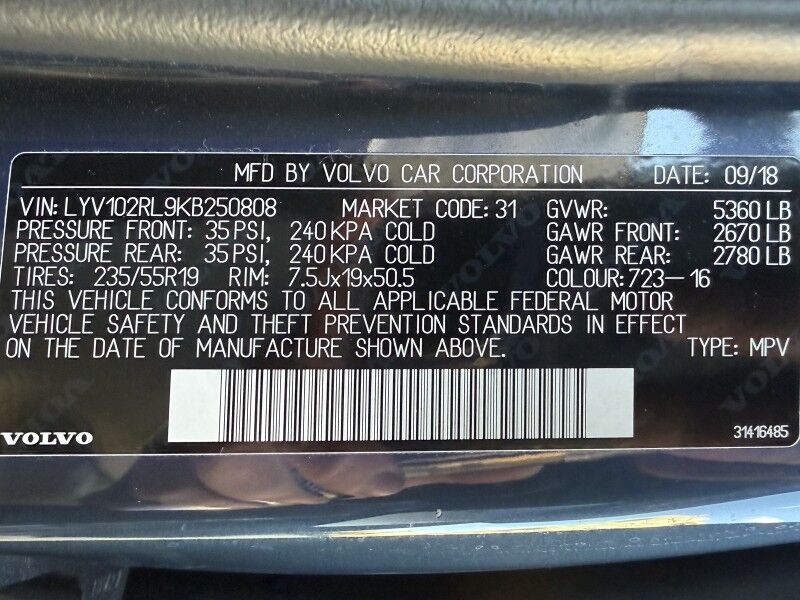 MFD BY VOLVO CAR CORPORATION DATE: 09/18
VIN: LYV102RL9KB250808 MARKET CODE: 31 GVWR: 5360 LB
PRESSURE FRONT: 35 PSI, 240 KPA COLD GAWR FRONT: 2670 LB
PRESSURE REAR: 35 PSI, 240 KPA COLD GAWR REAR: 2780 LB
TIRES: 235/55R19 RIM: 7.5Jx19x50.5 COLOUR:723-16
THIS VEHICLE CONFORMS TO ALL APPLICABLE FEDERAL MOTOR
VEHICLE SAFETY AND THEFT PREVENTION STANDARDS IN EFFECT
ON THE DATE OF MANUFACTURE SHOWN ABOVE. TYPE: MPV
VOLVO 31416485